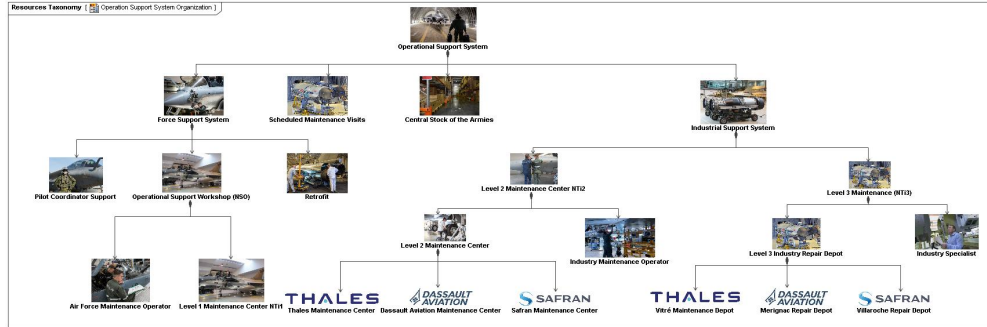 Resources Taxonomy [ Operation Support System Organization ]
Operational Support System
Force Support System
Scheduled Maintenance Visits
Central Stock of the Armies
Industrial Support System
Pilot Coordinator Support
Operational Support Workshop (NSO)
Retrofit
Level 2 Maintenance Center NTi2
Level 3 Maintenance (NTi3)
Level 2 Maintenance Center
Industry Maintenance Operator
Level 3 Industry Repair Depot
Industry Specialist
Air Force Maintenance Operator
Level 1 Maintenance Center NTi1
THALES
Thales Maintenance Center
DASSAULT
AVIATION
Dassault Aviation Maintenance Center
SAFRAN
Safran Maintenance Center
THALES
Vitré Maintenance Depot
DASSAULT
AVIATION
Merignac Repair Depot
SAFRAN
Villaroche Repair Depot